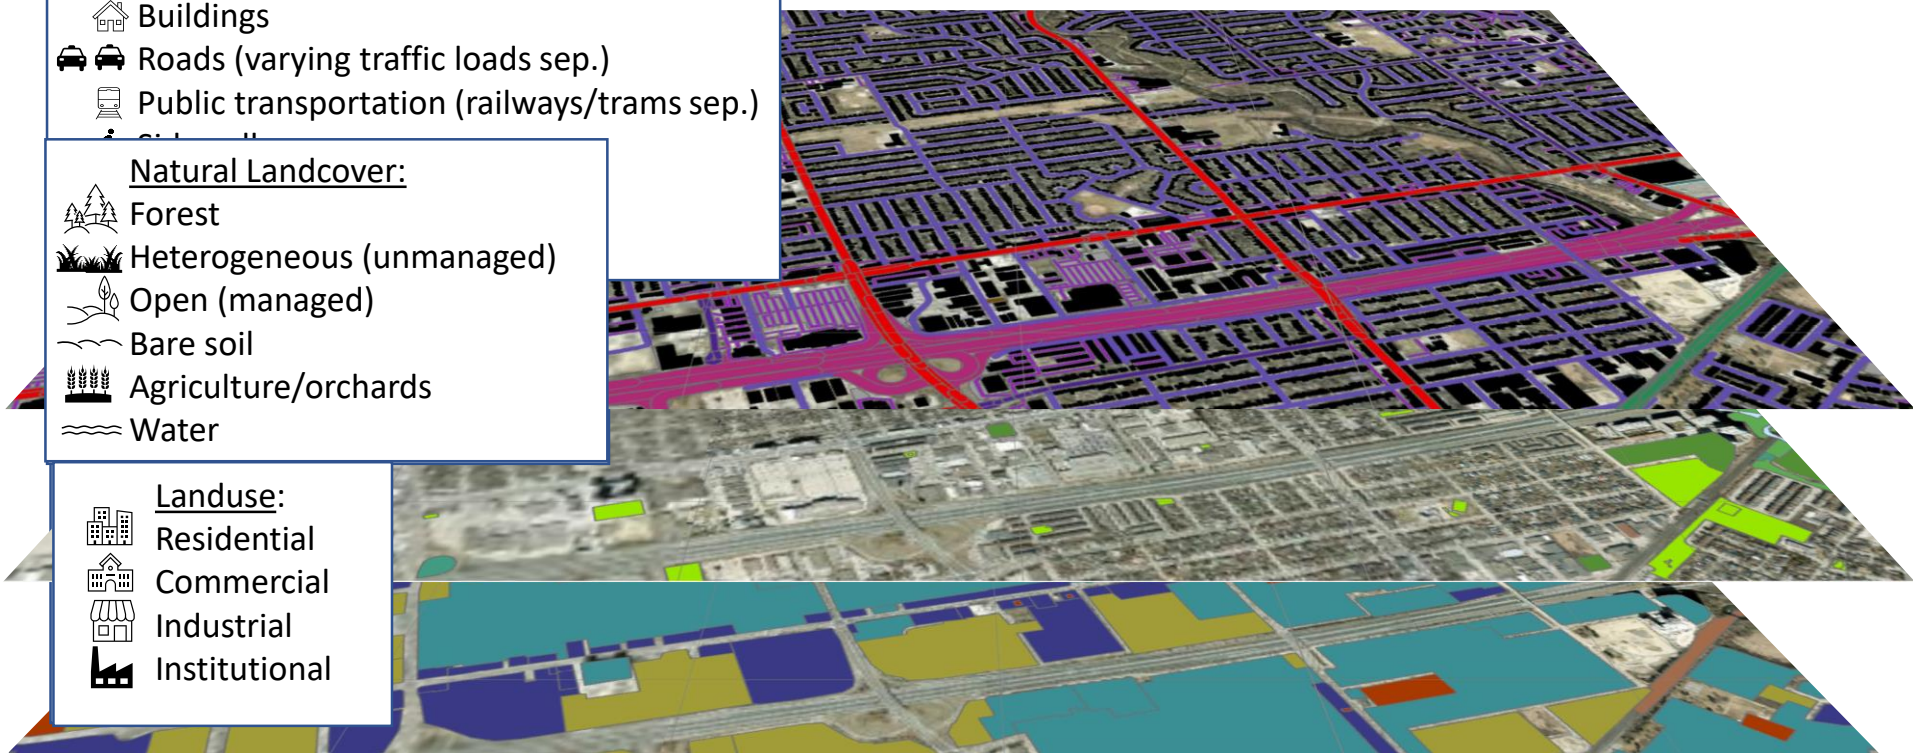 Buildings
Roads (varying traffic loads sep.)
Public transportation (railways/trams sep.)
Natural Landcover:
Forest
Heterogeneous (unmanaged)
Open (managed)
Bare soil
Agriculture/orchards
Water
Landuse:
Residential
Commercial
Industrial
Institutional